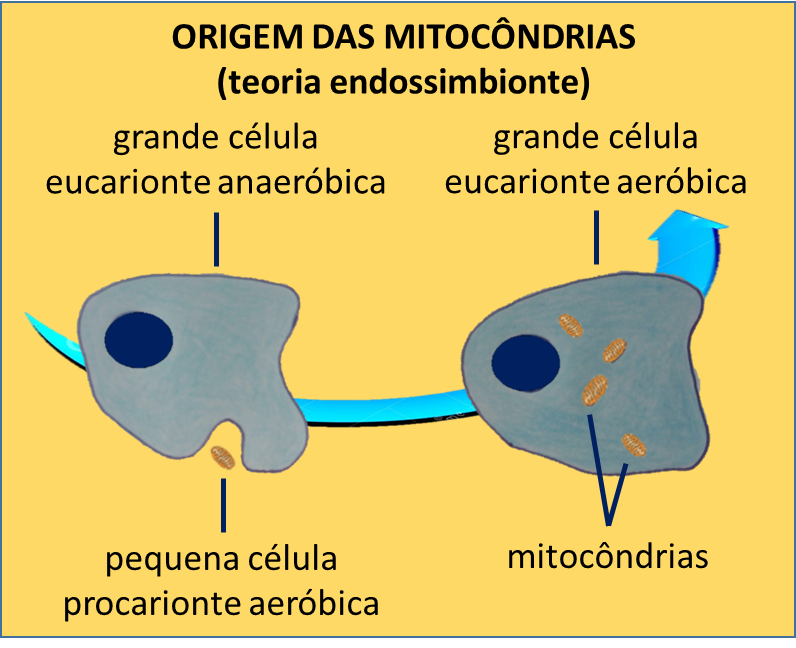 ORIGEM DAS MITOCÔNDRIAS
(teoria endossimbionte)
grande célula
eucarionte anaeróbica
grande célula
eucarionte aeróbica
pequena célula
procarionte aeróbica
mitocôndrias